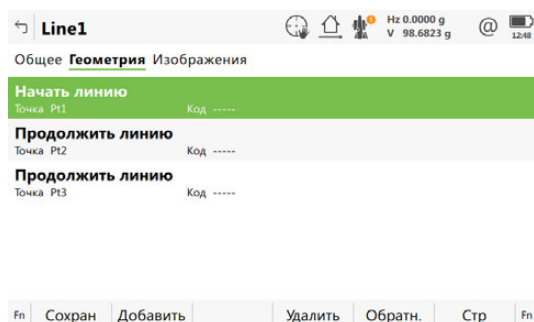 Line1
Hz 0.0000 g
V 98.6823 g
@
12:48
Общее Геометрия Изображения
Начать линию
Точка Pt1 Код -----
Продолжить линию
Точка Pt2 Код -----
Продолжить линию
Точка Pt3 Код -----
Fn Сохран Добавить Удалить Обратн. Стр Fn